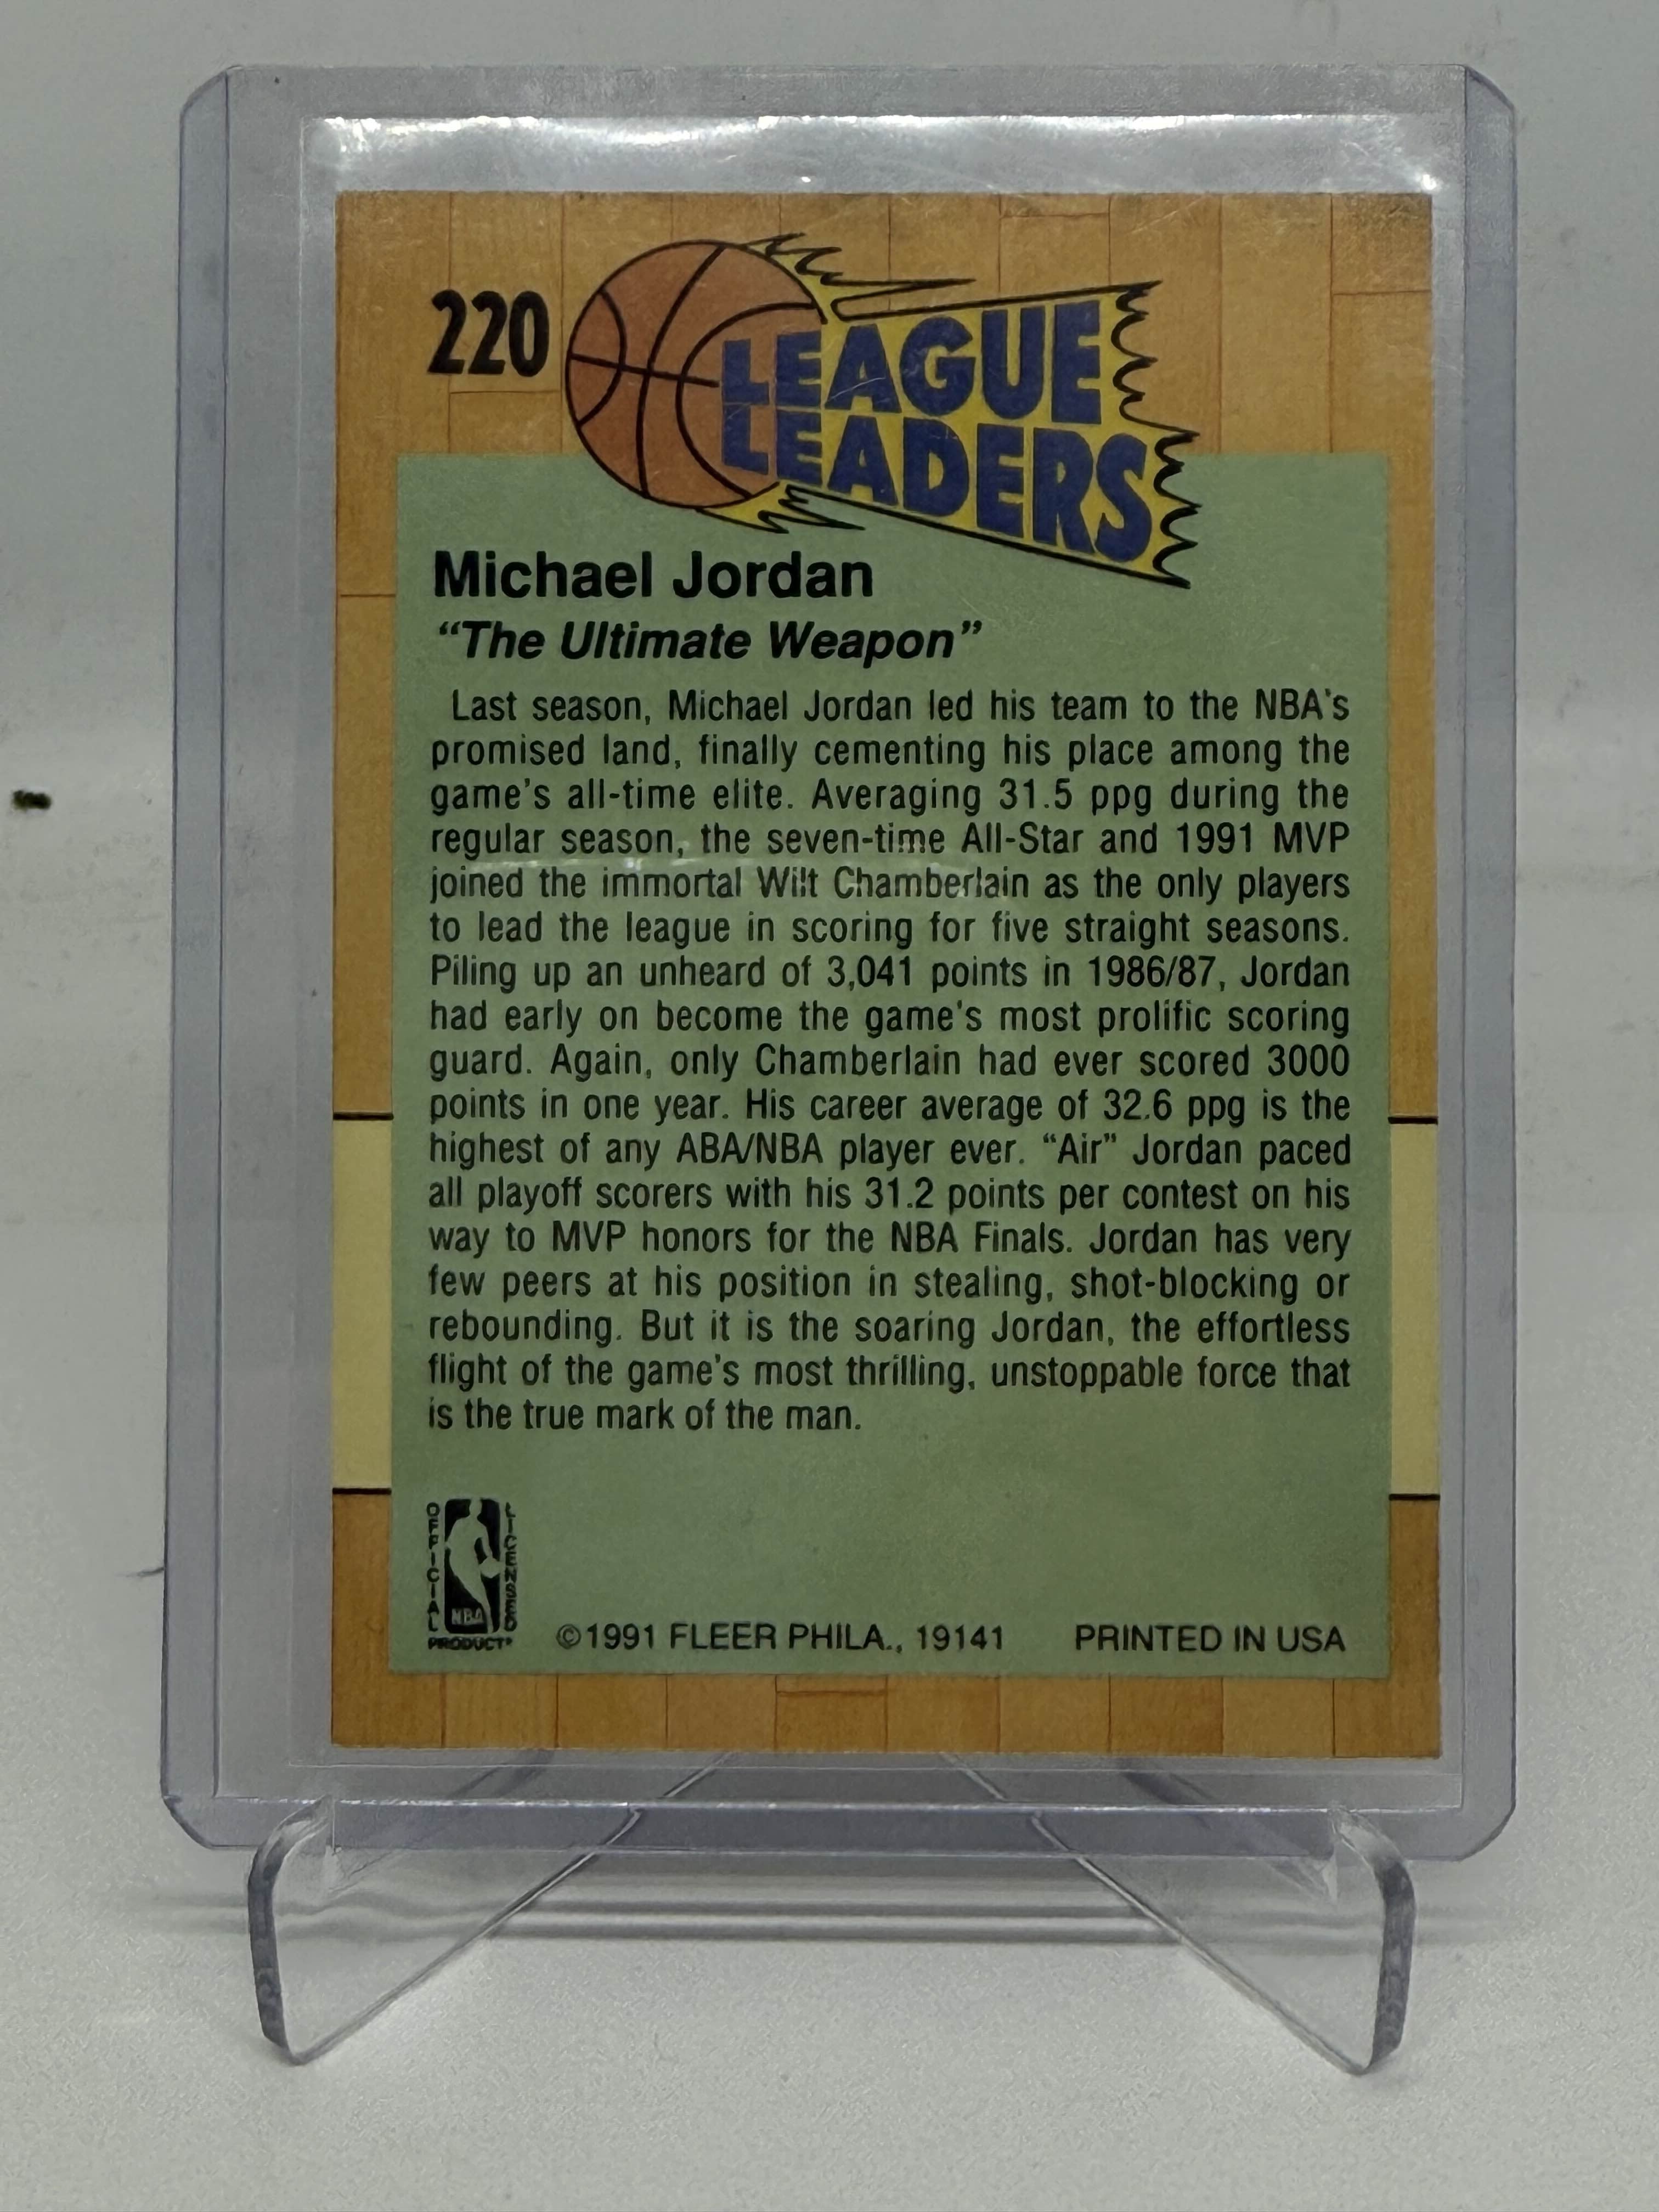 220
LEAGUE
LEADERS
Michael Jordan
“The Ultimate Weapon”
Last season, Michael Jordan led his team to the NBA's
promised land, finally cementing his place among the
game's all-time elite. Averaging 31.5 ppg during the
regular season, the seven-time All-Star and 1991 MVP
joined the immortal Wilt Chamberlain as the only players
to lead the league in scoring for five straight seasons.
Piling up an unheard of 3,041 points in 1986/87, Jordan
had early on become the game's most prolific scoring
guard. Again, only Chamberlain had ever scored 3000
points in one year. His career average of 32.6 ppg is the
highest of any ABA/NBA player ever. “Air” Jordan paced
all playoff scorers with his 31.2 points per contest on his
way to MVP honors for the NBA Finals. Jordan has very
few peers at his position in stealing, shot-blocking or
rebounding. But it is the soaring Jordan, the effortless
flight of the game's most thrilling, unstoppable force that
is the true mark of the man.
OFFICIAL
LICENSED
NBA
PRODUCT
©1991 FLEER PHILA., 19141 PRINTED IN USA